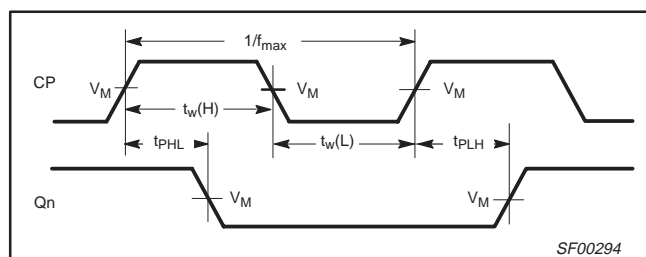 1/fmax
CP
VM
VM
VM
tw(H)
tPHL
tw(L)
tPLH
Qn
VM
VM
SF00294